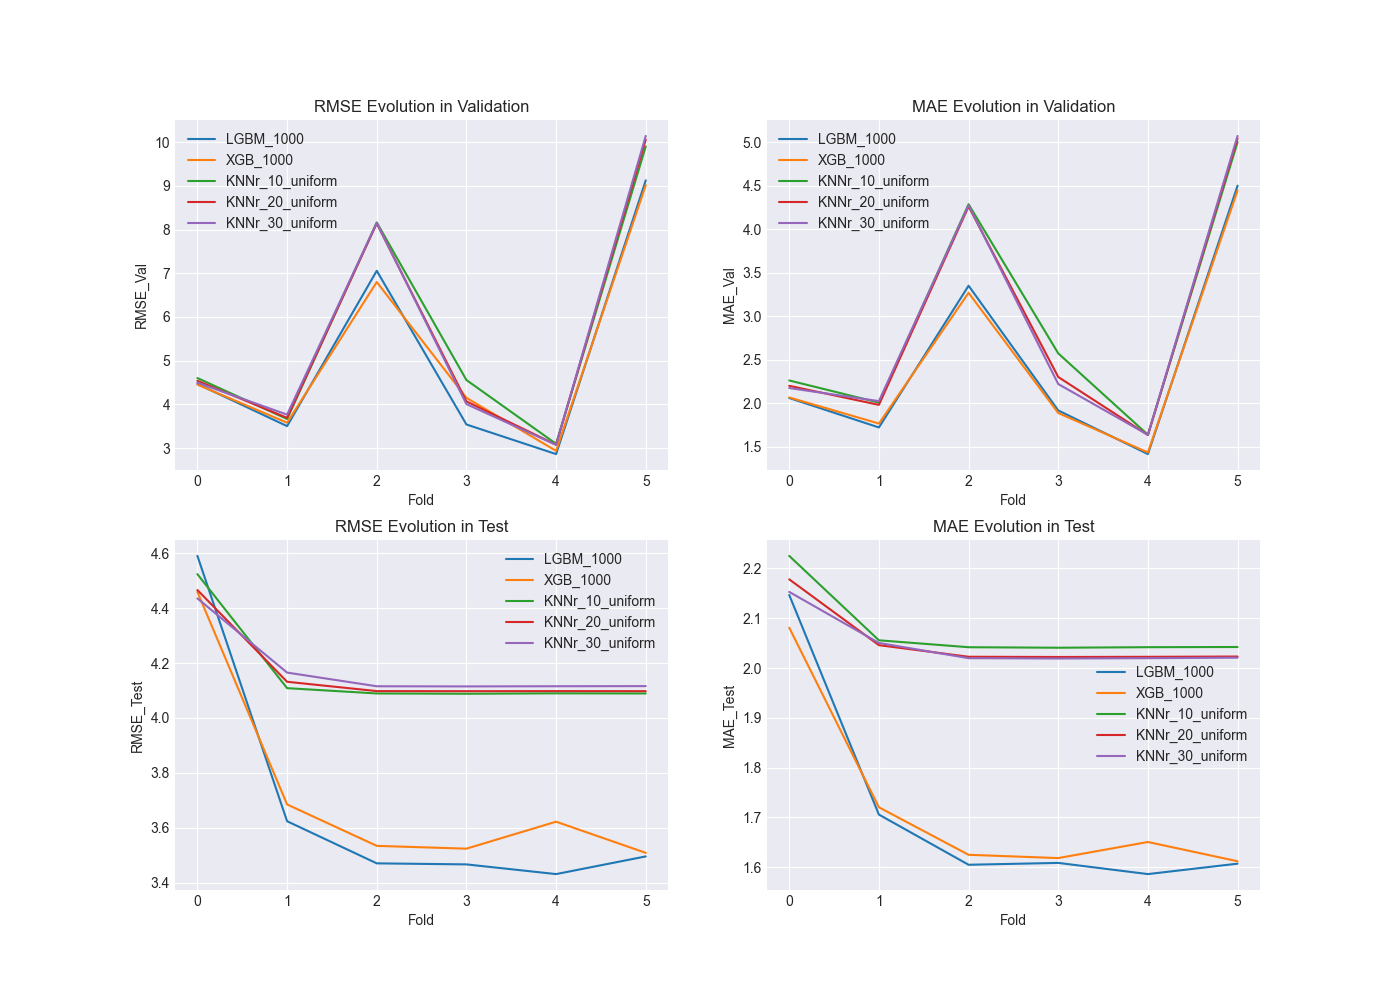 RMSE Evolution in Validation
RMSE_Val
10
9
8
7
6
5
4
3
LGBM_1000
XGB_1000
KNNr_10_uniform
KNNr_20_uniform
KNNr_30_uniform
0 1 2 3 4 5
Fold
MAE Evolution in Validation
MAE_Val
5.0
4.5
4.0
3.5
3.0
2.5
2.0
1.5
LGBM_1000
XGB_1000
KNNr_10_uniform
KNNr_20_uniform
KNNr_30_uniform
0 1 2 3 4 5
Fold
RMSE Evolution in Test
RMSE_Test
4.6
4.4
4.2
4.0
3.8
3.6
3.4
LGBM_1000
XGB_1000
KNNr_10_uniform
KNNr_20_uniform
KNNr_30_uniform
0 1 2 3 4 5
Fold
MAE Evolution in Test
MAE_Test
2.2
2.1
2.0
1.9
1.8
1.7
1.6
LGBM_1000
XGB_1000
KNNr_10_uniform
KNNr_20_uniform
KNNr_30_uniform
0 1 2 3 4 5
Fold